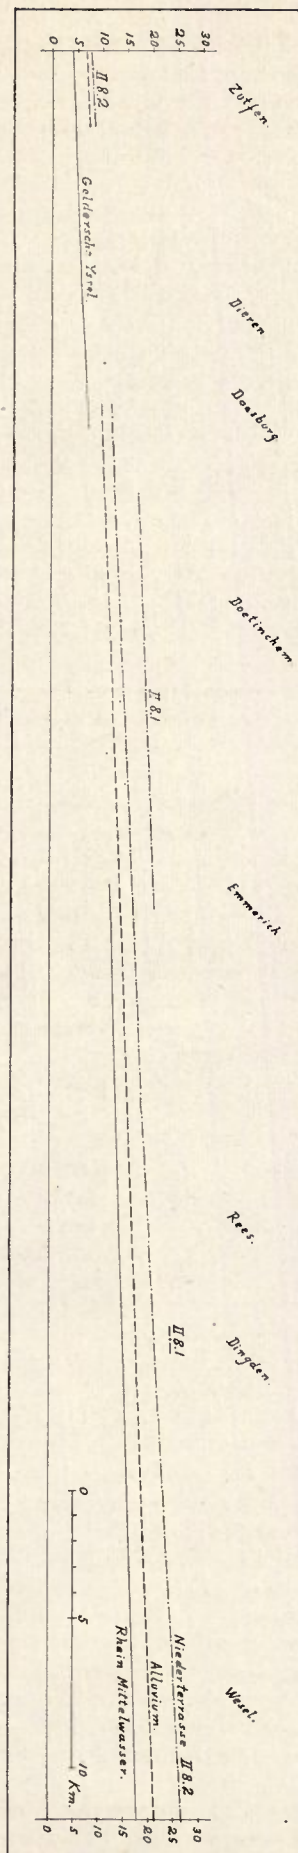 0 5 10 15 20 25 30
Zutfen.
Dieren
Doesburg
Doetinchem
Emmerich
Rees.
Dingden.
Wesel.
II 8.2
Geldersche Yssel.
II 8.1
II 8.1
Niederterrasse II 8.2
Alluvium.
Rhein Mittelwasser.
0 5 10 Km.
0 5 10 15 20 25 30